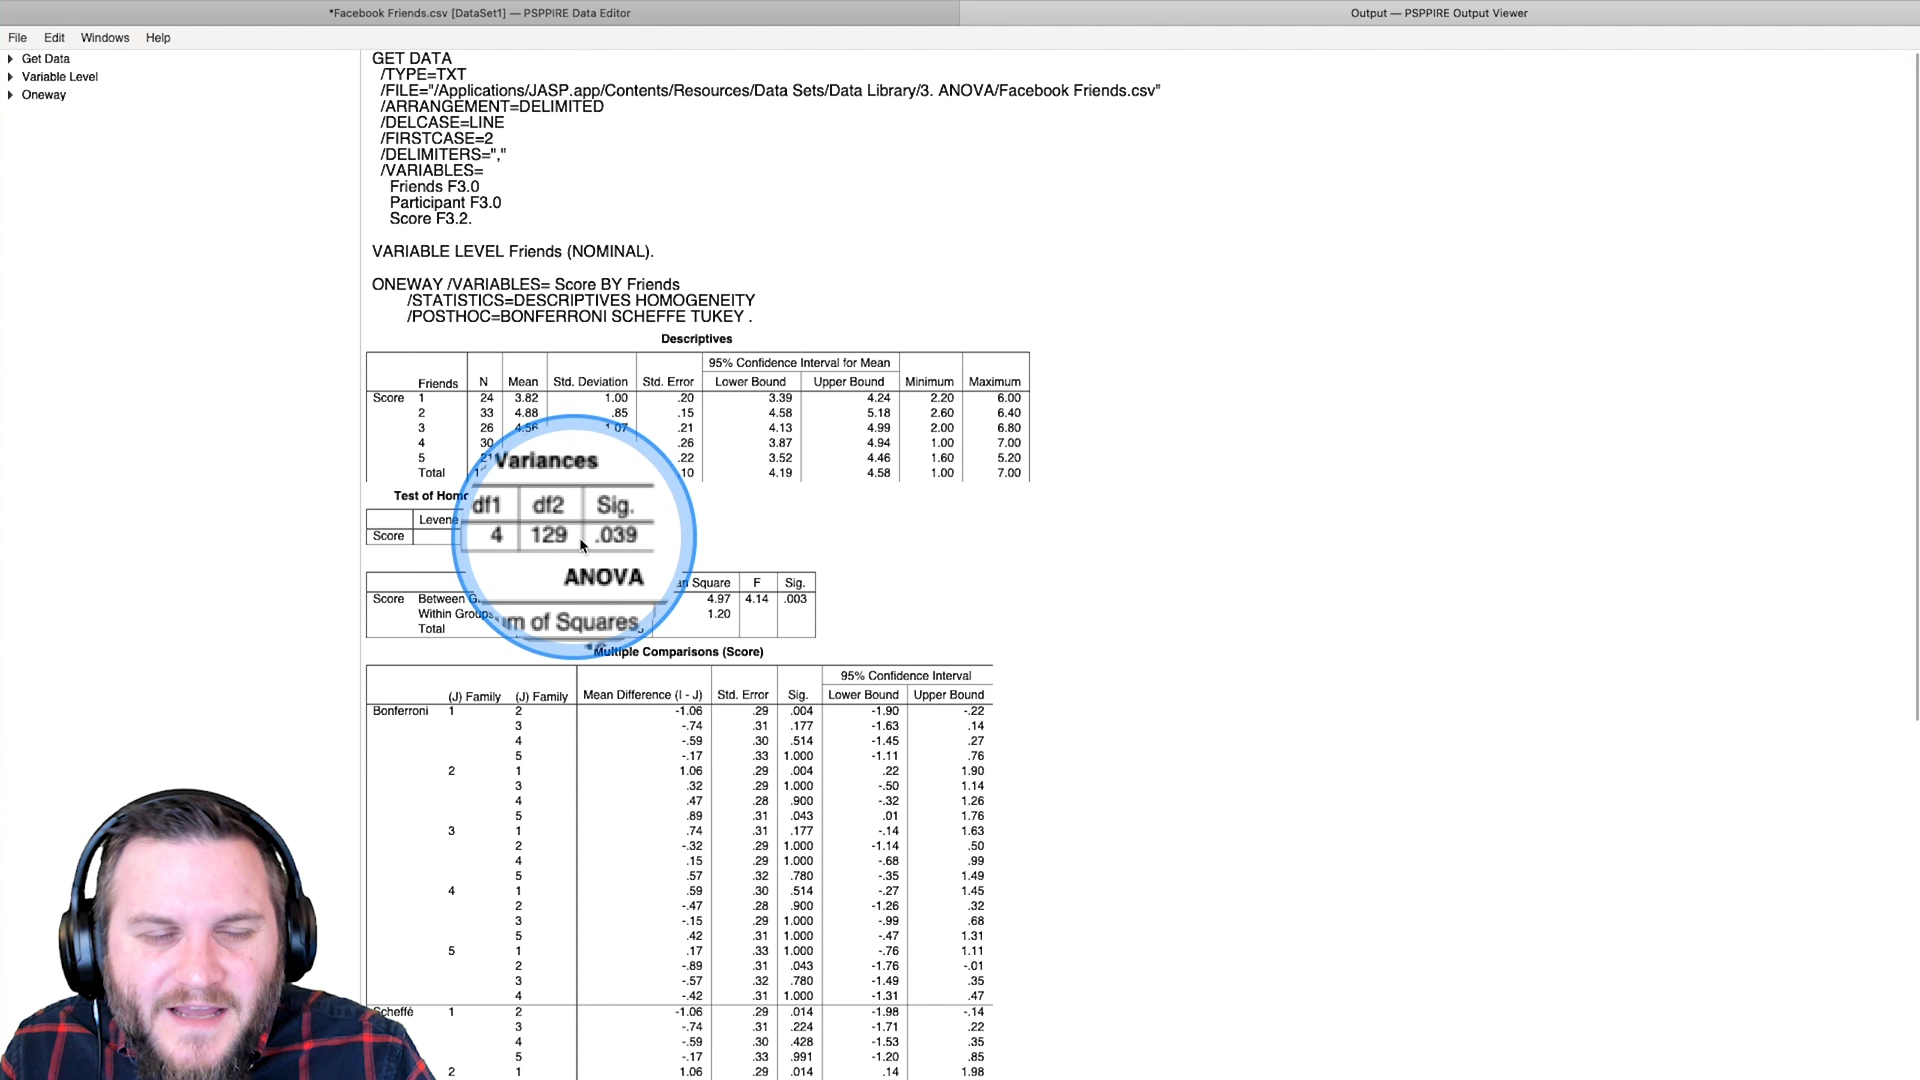 *Facebook Friends.csv [DataSet1] — PSPPIRE Data Editor
Output — PSPPIRE Output Viewer
File Edit Windows Help
Get Data
Variable Level
Oneway
GET DATA
/TYPE=TXT
/FILE="/Applications/JASP.app/Contents/Resources/Data Sets/Data Library/3. ANOVA/Facebook Friends.csv"
/ARRANGEMENT=DELIMITED
/DELCASE=LINE
/FIRSTCASE=2
/DELIMITERS=","
/VARIABLES=
Friends F3.0
Participant F3.0
Score F3.2.
VARIABLE LEVEL Friends (NOMINAL).
ONEWAY /VARIABLES= Score BY Friends
/STATISTICS=DESCRIPTIVES HOMOGENEITY
/POSTHOC=BONFERRONI SCHEFFE TUKEY .
Descriptives
95% Confidence Interval for Mean
Friends N Mean Std. Deviation Std. Error Lower Bound Upper Bound Minimum Maximum
Score 1 24 3.82 1.00 .20 3.39 4.24 2.20 6.00
2 33 4.88 .85 .15 4.58 5.18 2.60 6.40
3 26 4.56 1.07 .21 4.13 4.99 2.00 6.80
4 30 .26 3.87 4.94 1.00 7.00
5 21 .22 3.52 4.46 1.60 5.20
Total .10 4.19 4.58 1.00 7.00
Test of Variances
Levene df1 df2 Sig.
Score 4 129 .039
ANOVA
of Squares Square F Sig.
Score Between 4.97 4.14 .003
Within Groups 1.20
Total
Multiple Comparisons (Score)
95% Confidence Interval
(J) Family (J) Family Mean Difference (I - J) Std. Error Sig. Lower Bound Upper Bound
Bonferroni 1 2 -1.06 .29 .004 -1.90 -.22
3 -.74 .31 .177 -1.63 .14
4 -.59 .30 .514 -1.45 .27
5 -.17 .33 1.000 -1.11 .76
2 1 1.06 .29 .004 .22 1.90
3 .32 .29 1.000 -.50 1.14
4 .47 .28 .900 -.32 1.26
5 .89 .31 .043 .01 1.76
3 1 .74 .31 .177 -.14 1.63
2 -.32 .29 1.000 -1.14 .50
4 .15 .29 1.000 -.68 .99
5 .57 .32 .780 -.35 1.49
4 1 .59 .30 .514 -.27 1.45
2 -.47 .28 .900 -1.26 .32
3 -.15 .29 1.000 -.99 .68
5 .42 .31 1.000 -.47 1.31
5 1 .17 .33 1.000 -.76 1.11
2 -.89 .31 .043 -1.76 -.01
3 -.57 .32 .780 -1.49 .35
4 -.42 .31 1.000 -1.31 .47
Scheffé 1 2 -1.06 .29 .014 -1.98 -.14
3 -.74 .31 .224 -1.71 .22
4 -.59 .30 .428 -1.53 .35
5 -.17 .33 .991 -1.20 .85
2 1 1.06 .29 .014 .14 1.98